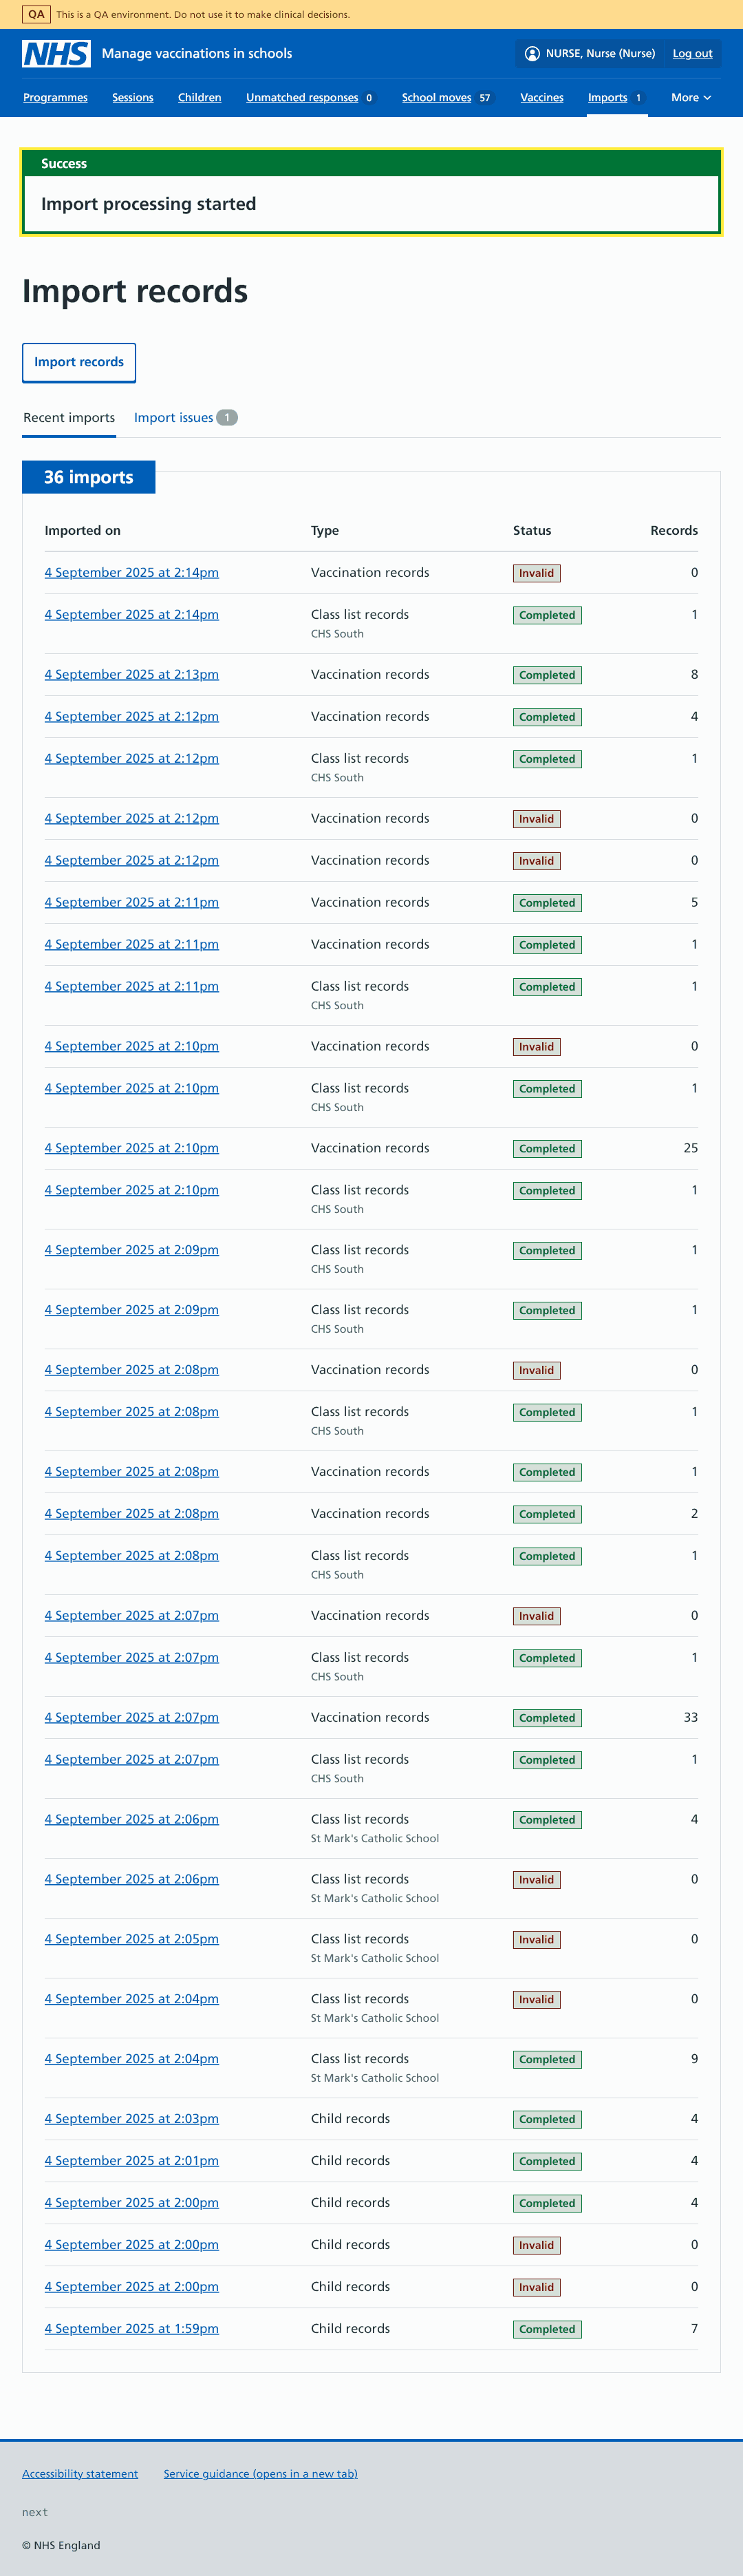 QA This is a QA environment. Do not use it to make clinical decisions.
NHS Manage vaccinations in schools NURSE, Nurse (Nurse) Log out
Programmes Sessions Children Unmatched responses 0 School moves 57 Vaccines Imports 1 More
Success
Import processing started
Import records
Import records
Recent imports Import issues 1
36 imports
Imported on Type Status Records
4 September 2025 at 2:14pm Vaccination records Invalid 0
4 September 2025 at 2:14pm Class list records Completed 1
CHS South
4 September 2025 at 2:13pm Vaccination records Completed 8
4 September 2025 at 2:12pm Vaccination records Completed 4
4 September 2025 at 2:12pm Class list records Completed 1
CHS South
4 September 2025 at 2:12pm Vaccination records Invalid 0
4 September 2025 at 2:12pm Vaccination records Invalid 0
4 September 2025 at 2:11pm Vaccination records Completed 5
4 September 2025 at 2:11pm Vaccination records Completed 1
4 September 2025 at 2:11pm Class list records Completed 1
CHS South
4 September 2025 at 2:10pm Vaccination records Invalid 0
4 September 2025 at 2:10pm Class list records Completed 1
CHS South
4 September 2025 at 2:10pm Vaccination records Completed 25
4 September 2025 at 2:10pm Class list records Completed 1
CHS South
4 September 2025 at 2:09pm Class list records Completed 1
CHS South
4 September 2025 at 2:09pm Class list records Completed 1
CHS South
4 September 2025 at 2:08pm Vaccination records Invalid 0
4 September 2025 at 2:08pm Class list records Completed 1
CHS South
4 September 2025 at 2:08pm Vaccination records Completed 1
4 September 2025 at 2:08pm Vaccination records Completed 2
4 September 2025 at 2:08pm Class list records Completed 1
CHS South
4 September 2025 at 2:07pm Vaccination records Invalid 0
4 September 2025 at 2:07pm Class list records Completed 1
CHS South
4 September 2025 at 2:07pm Vaccination records Completed 33
4 September 2025 at 2:07pm Class list records Completed 1
CHS South
4 September 2025 at 2:06pm Class list records Completed 4
St Mark's Catholic School
4 September 2025 at 2:06pm Class list records Invalid 0
St Mark's Catholic School
4 September 2025 at 2:05pm Class list records Invalid 0
St Mark's Catholic School
4 September 2025 at 2:04pm Class list records Invalid 0
St Mark's Catholic School
4 September 2025 at 2:04pm Class list records Completed 9
St Mark's Catholic School
4 September 2025 at 2:03pm Child records Completed 4
4 September 2025 at 2:01pm Child records Completed 4
4 September 2025 at 2:00pm Child records Completed 4
4 September 2025 at 2:00pm Child records Invalid 0
4 September 2025 at 2:00pm Child records Invalid 0
4 September 2025 at 1:59pm Child records Completed 7
Accessibility statement Service guidance (opens in a new tab)
next
© NHS England